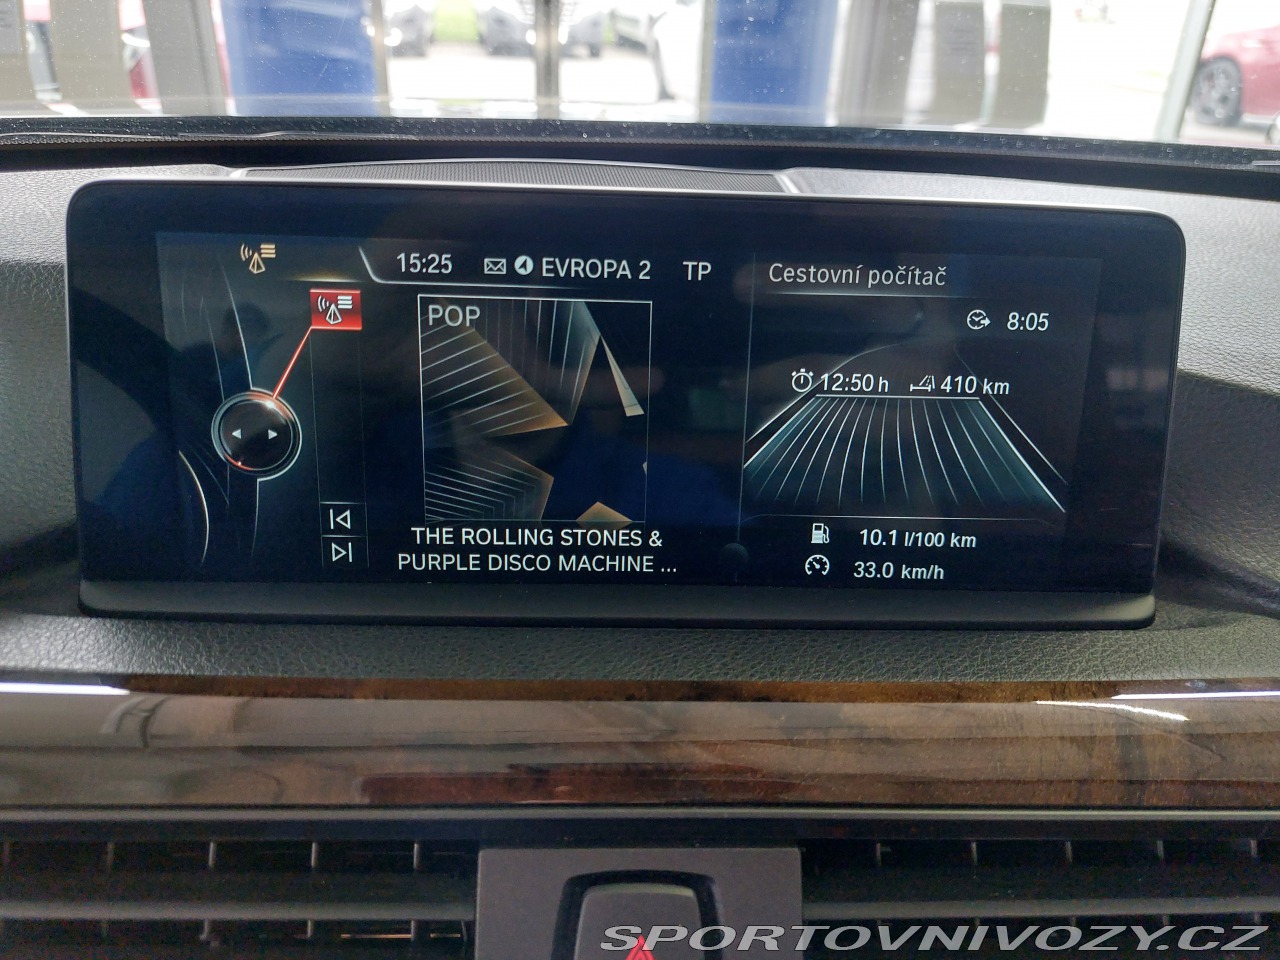 15:25 EVROPA 2 TP
POP
THE ROLLING STONES &
PURPLE DISCO MACHINE ...
Cestovní počítač
8:05
12:50 h 410 km
10.1 l/100 km
33.0 km/h
SPORTOVNIVOZY.CZ